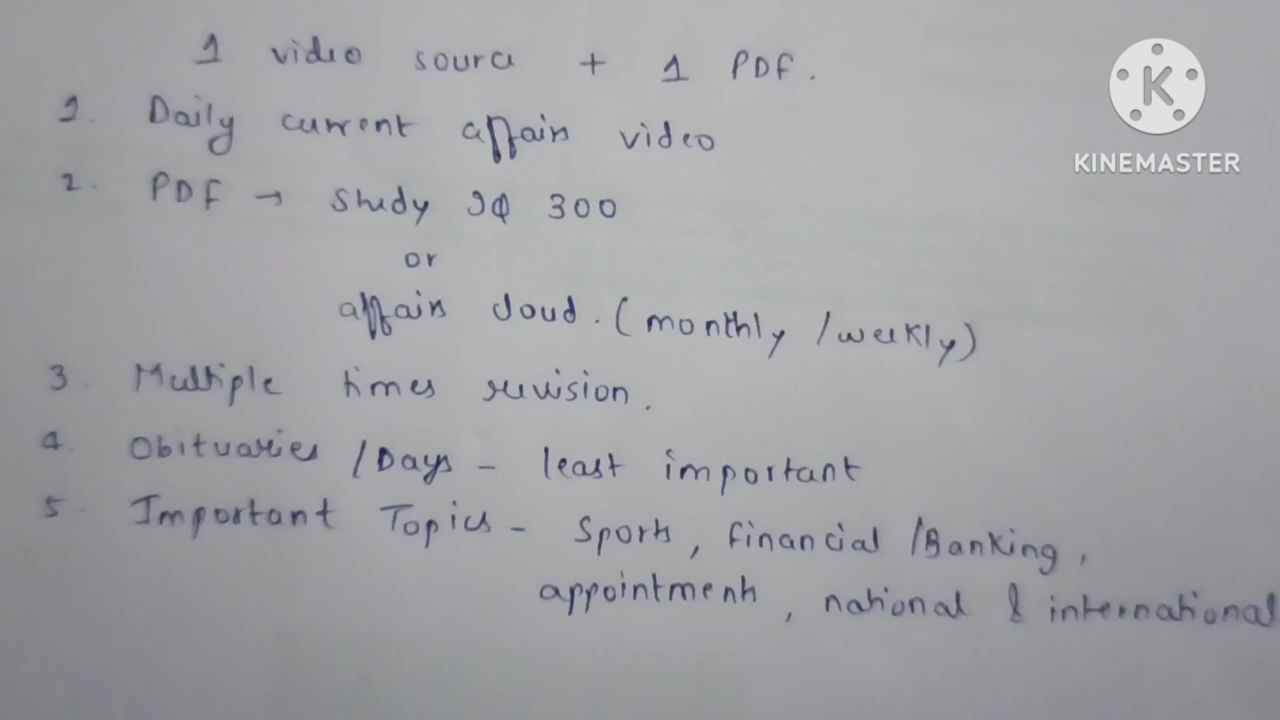 1 video source + 1 PDF.
1. Daily current affairs video
2. PDF → Study IQ 300
or
affairs cloud. (monthly / weekly)
3. Multiple times revision.
4. Obituaries / Days - least important
5. Important Topics - Sports, financial / Banking,
appointments, national & international
K
KINEMASTER